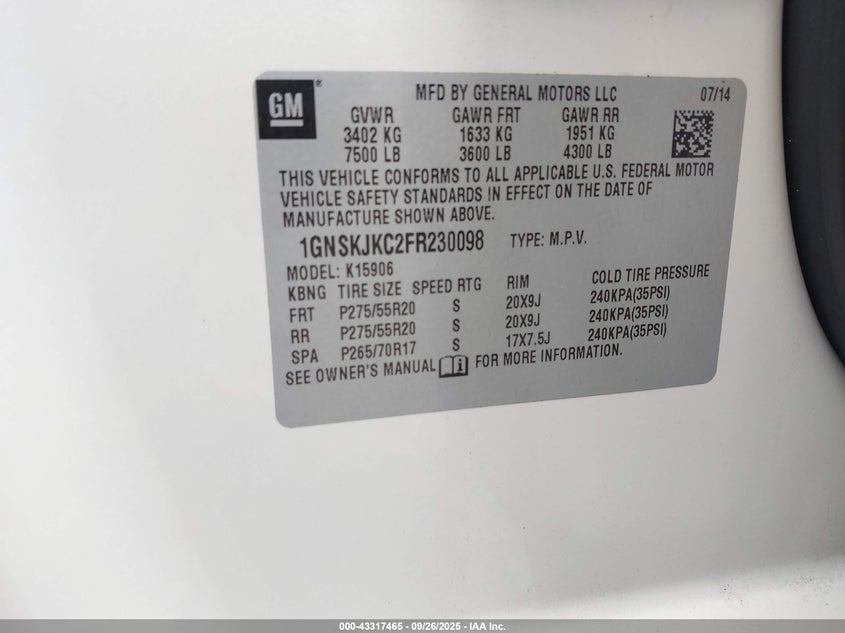 GM
MFD BY GENERAL MOTORS LLC 07/14
GVWR GAWR FRT GAWR RR
3402 KG 1633 KG 1951 KG
7500 LB 3600 LB 4300 LB
THIS VEHICLE CONFORMS TO ALL APPLICABLE U.S. FEDERAL MOTOR
VEHICLE SAFETY STANDARDS IN EFFECT ON THE DATE OF
MANUFACTURE SHOWN ABOVE.
1GNSKJKC2FR230098 TYPE: M.P.V.
MODEL: K15906
KBNG TIRE SIZE SPEED RTG RIM COLD TIRE PRESSURE
FRT P275/55R20 S 20X9J 240KPA(35PSI)
RR P275/55R20 S 20X9J 240KPA(35PSI)
SPA P265/70R17 S 17X7.5J 240KPA(35PSI)
SEE OWNER'S MANUAL i FOR MORE INFORMATION.
000-43317465 - 09/26/2025 - IAA Inc.